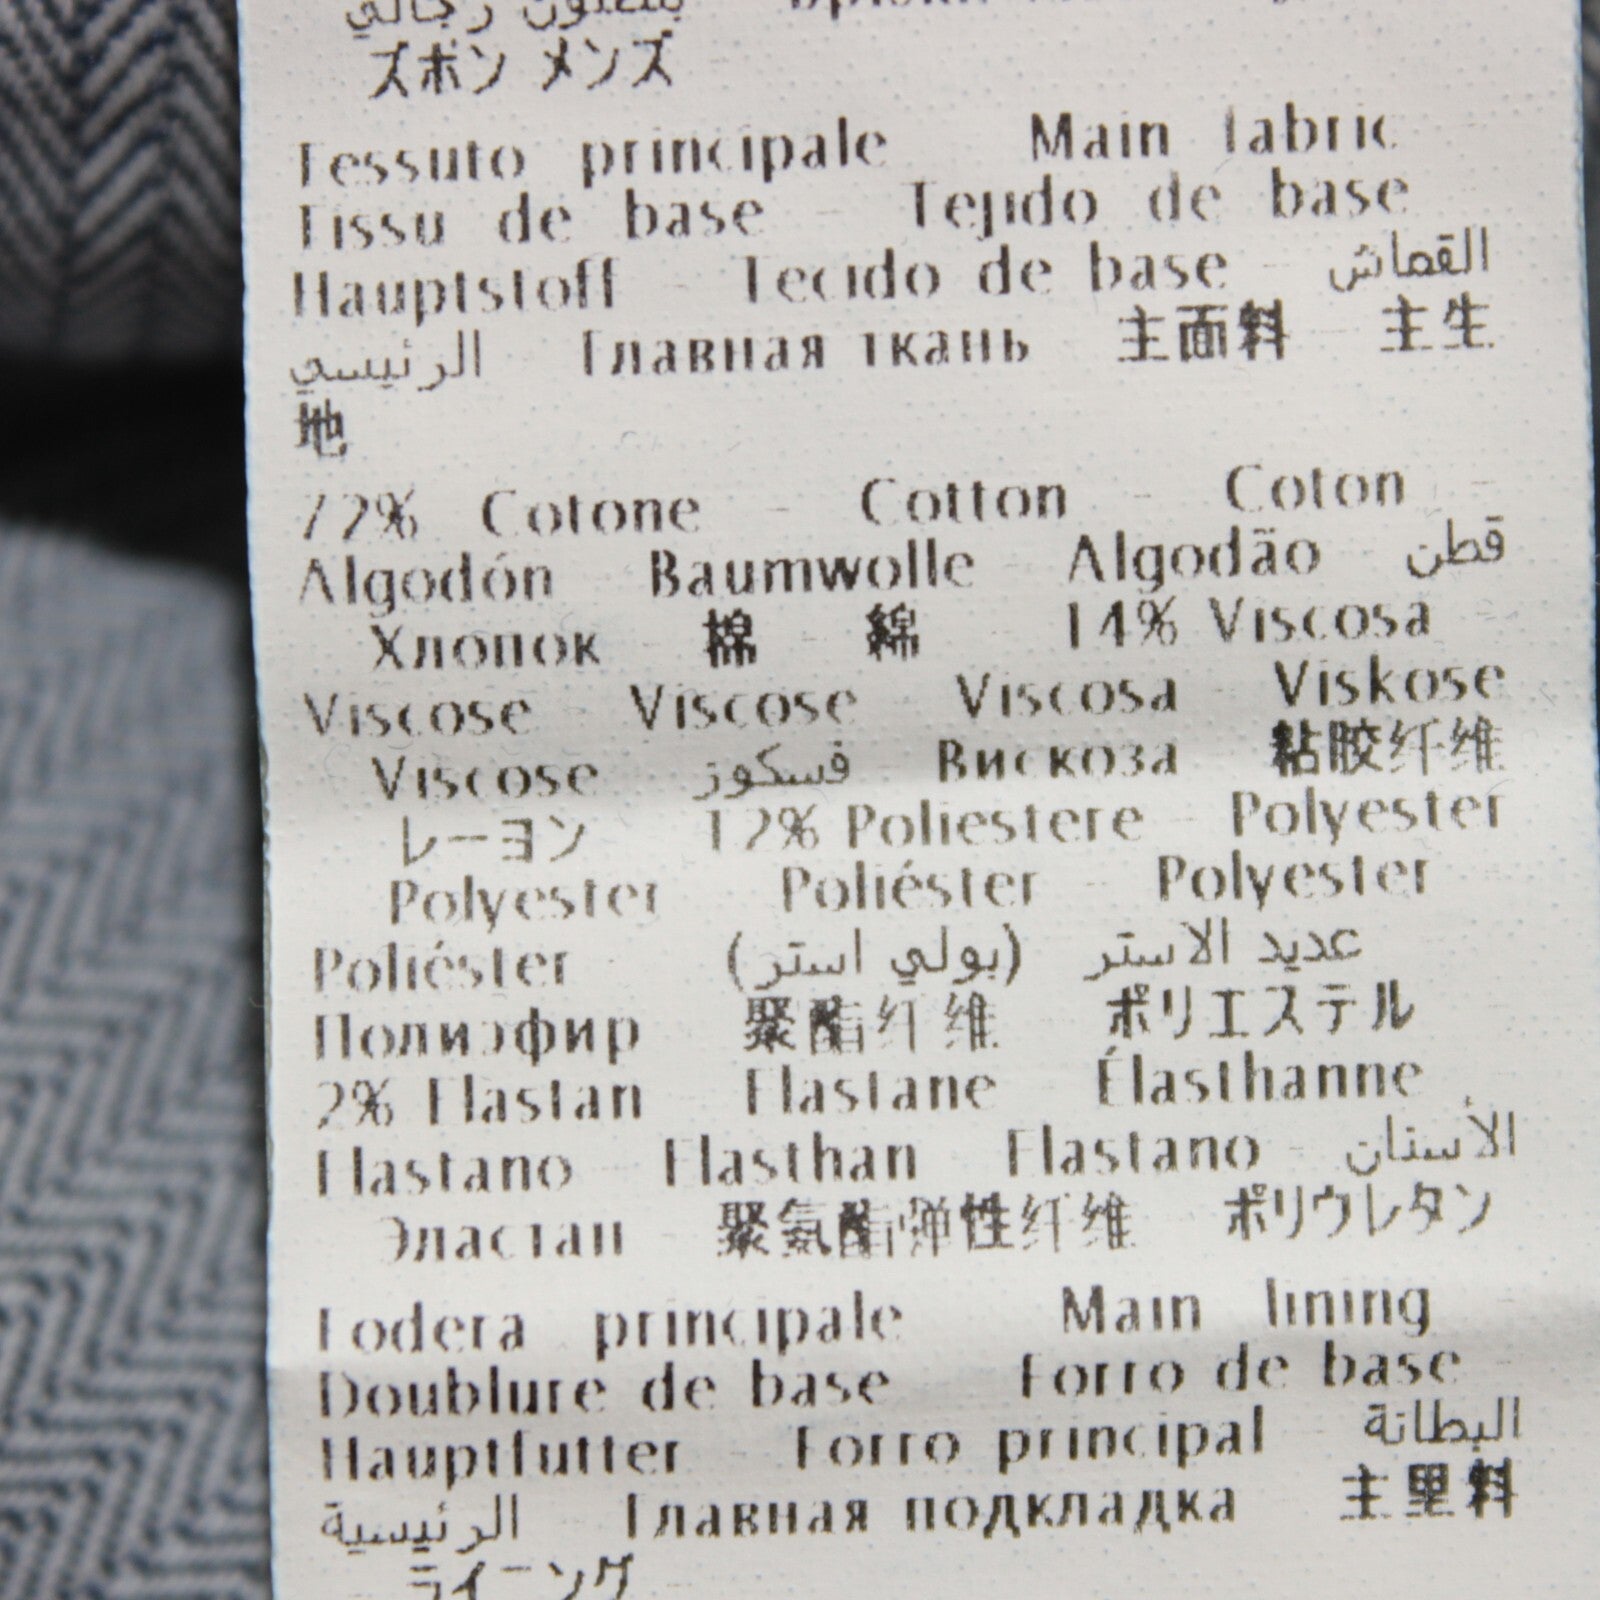 بنطلون رجالي
ズボン メンズ
Tessuto principale Main fabric
Tissu de base - Tejido de base
Hauptstoff - Tecido de base - القماش
الرئيسي Главная ткань 主面料 主生
地
72% Cotone - Cotton - Coton
Algodón Baumwolle Algodão قطن
Хлопок 棉 綿 14% Viscosa
Viscose Viscose Viscosa Viskose
Viscose فسكوز Вискоза 粘胶纤维
レーヨン 12% Poliestere - Polyester
Polyester Poliéster - Polyester
Poliéster عديد الاستر (بولي استر)
Полиэфир 聚酯纤维 ポリエステル
2% Elastan Elastane Élasthanne
Elastano Elasthan Elastano - الأستان
Эластан 聚氨酯弹性纤维 ポリウレタン
Fodera principale Main lining
Doublure de base Forro de base
Hauptfutter - Forro principal البطانة
الرئيسية Главная подкладка 主里料
ライニング